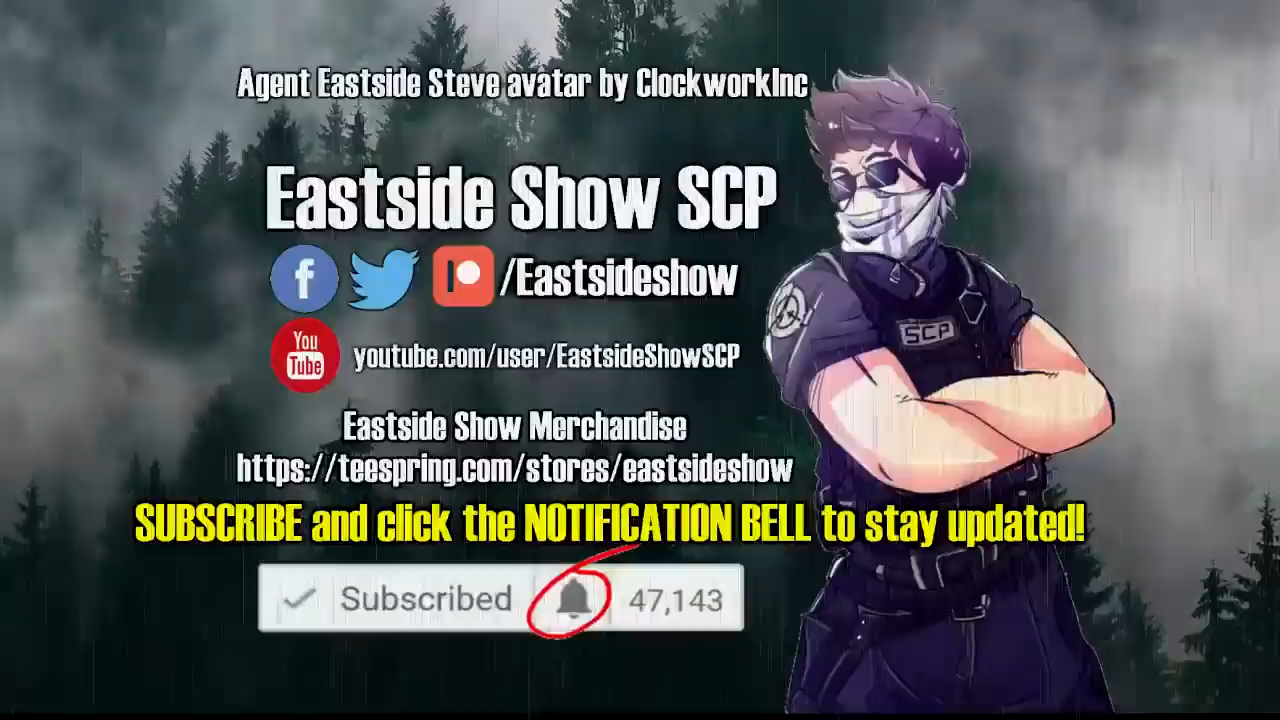 Agent Eastside Steve avatar by ClockworkInc
Eastside Show SCP
f /Eastsideshow
You Tube youtube.com/user/EastsideShowSCP
SCP
Eastside Show Merchandise
https://teespring.com/stores/eastsideshow
SUBSCRIBE and click the NOTIFICATION BELL to stay updated!
Subscribed 47,143